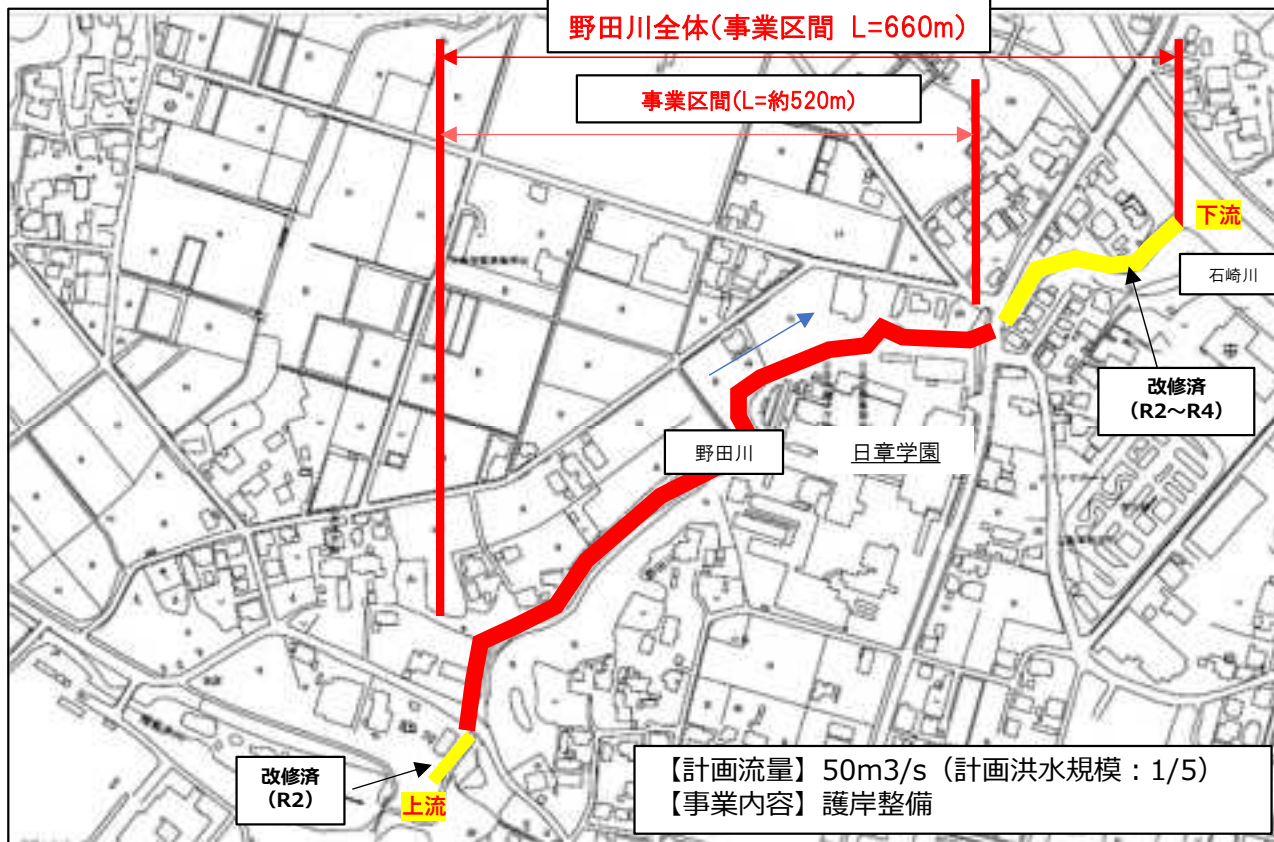 野田川全体(事業区間 L=660m)
事業区間(L=約520m)
下流
石崎川
改修済
(R2～R4)
野田川
日章学園
改修済
(R2)
上流
【計画流量】50m3/s（計画洪水規模：1/5）
【事業内容】護岸整備